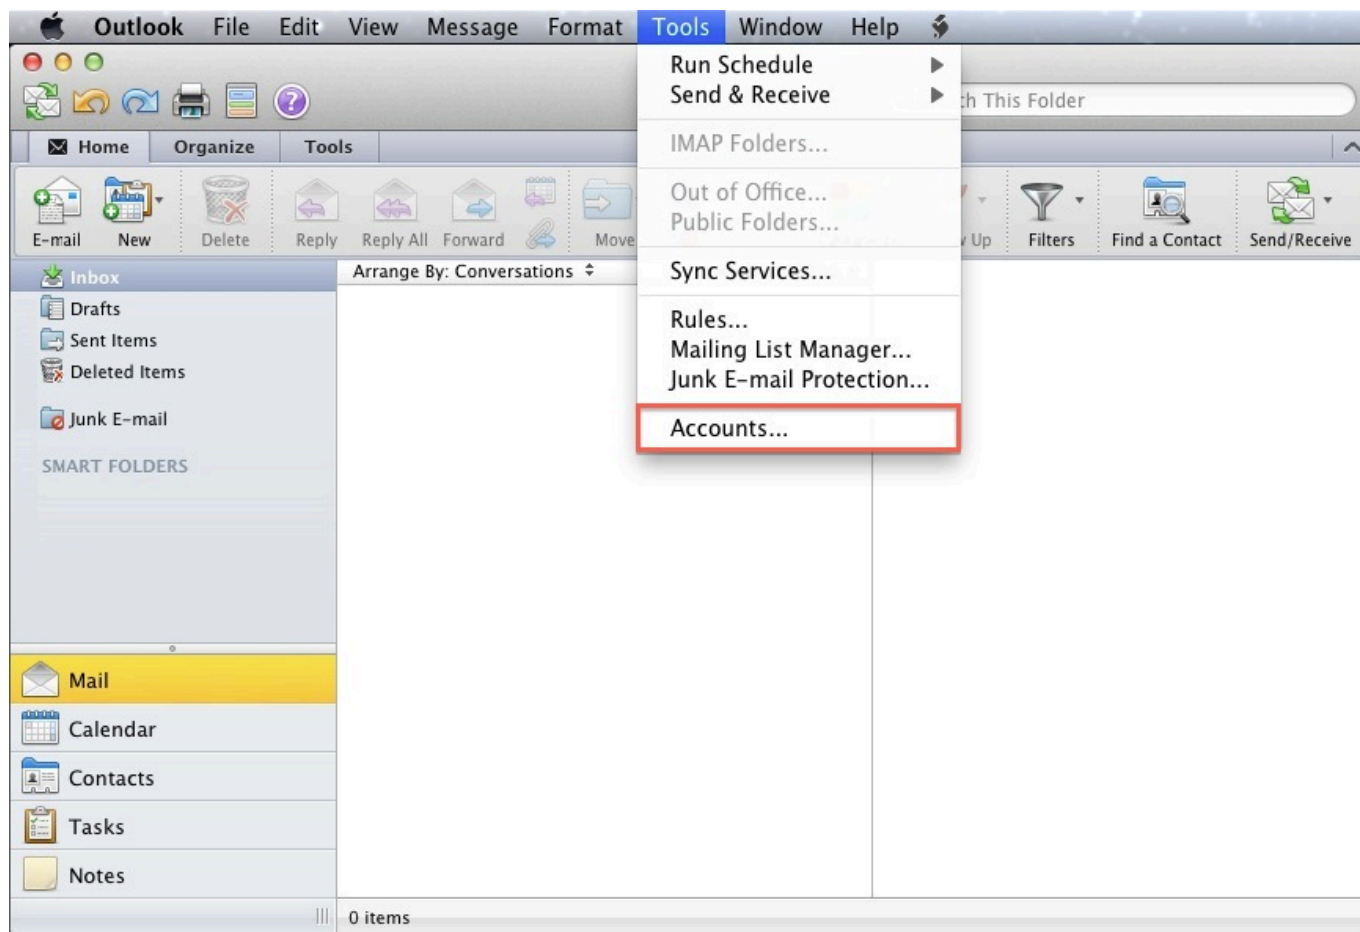 Outlook File Edit View Message Format Tools Window Help
Run Schedule
Send & Receive
This Folder
IMAP Folders...
Out of Office...
Public Folders...
Sync Services...
Rules...
Mailing List Manager...
Junk E-mail Protection...
Accounts...
Home Organize Tools
E-mail New Delete Reply Reply All Forward Move Up Filters Find a Contact Send/Receive
Inbox
Drafts
Sent Items
Deleted Items
Junk E-mail
SMART FOLDERS
Arrange By: Conversations
Mail
Calendar
Contacts
Tasks
Notes
0 items